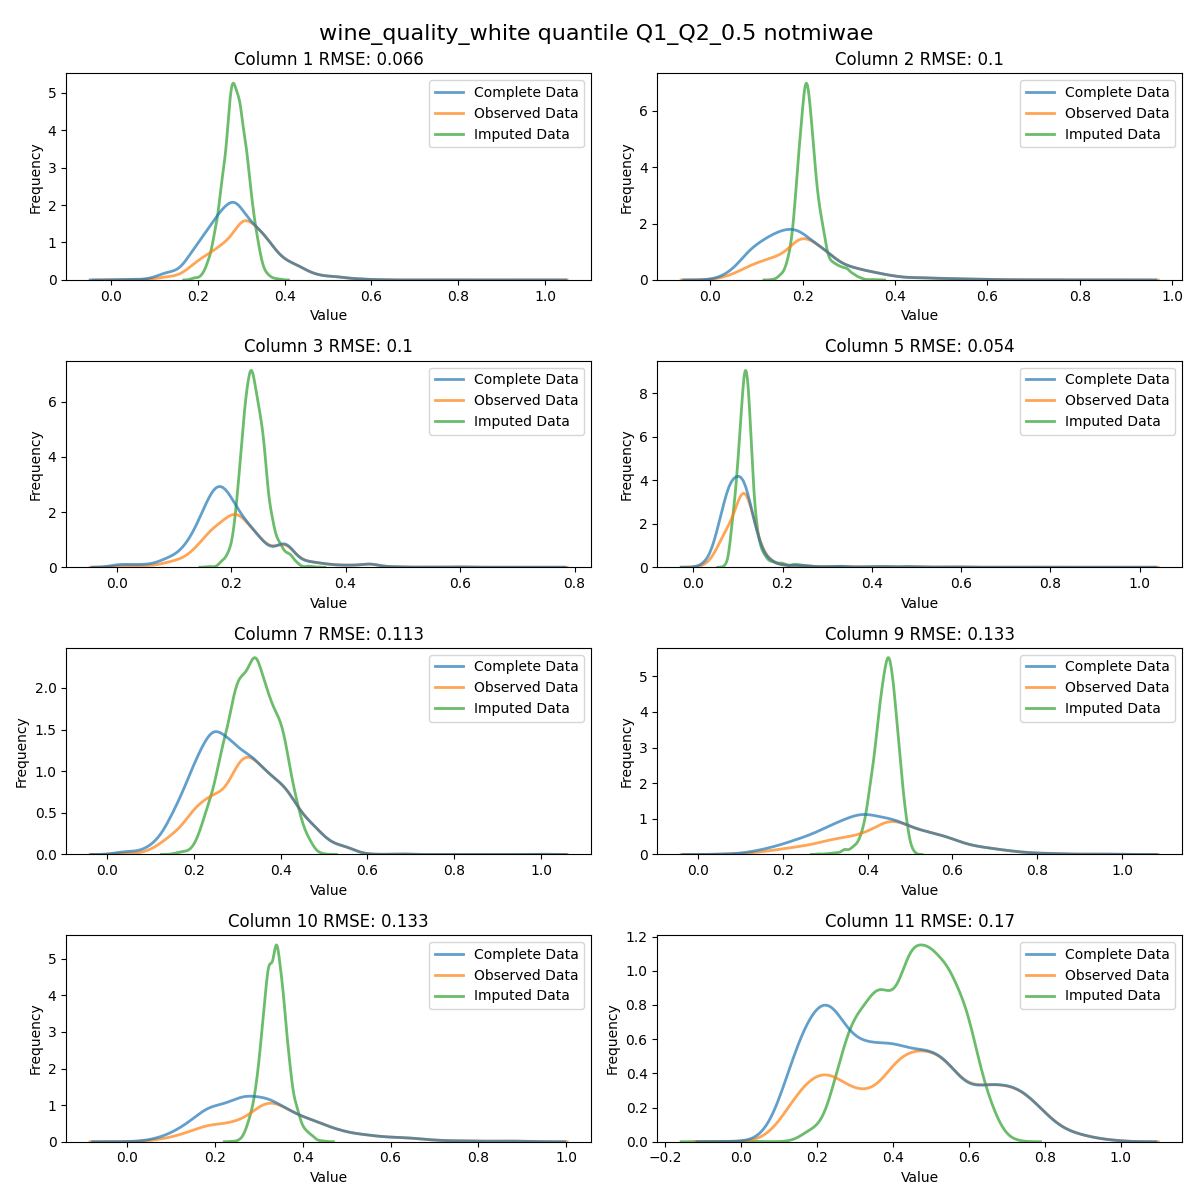 wine_quality_white quantile Q1_Q2_0.5 notmiwae
Column 1 RMSE: 0.066
Frequency
5
4
3
2
1
0
0.0 0.2 0.4 0.6 0.8 1.0
Value
Complete Data
Observed Data
Imputed Data
Column 2 RMSE: 0.1
Frequency
6
4
2
0
0.0 0.2 0.4 0.6 0.8 1.0
Value
Complete Data
Observed Data
Imputed Data
Column 3 RMSE: 0.1
Frequency
6
4
2
0
0.0 0.2 0.4 0.6 0.8
Value
Complete Data
Observed Data
Imputed Data
Column 5 RMSE: 0.054
Frequency
8
6
4
2
0
0.0 0.2 0.4 0.6 0.8 1.0
Value
Complete Data
Observed Data
Imputed Data
Column 7 RMSE: 0.113
Frequency
2.0
1.5
1.0
0.5
0.0
0.0 0.2 0.4 0.6 0.8 1.0
Value
Complete Data
Observed Data
Imputed Data
Column 9 RMSE: 0.133
Frequency
5
4
3
2
1
0
0.0 0.2 0.4 0.6 0.8 1.0
Value
Complete Data
Observed Data
Imputed Data
Column 10 RMSE: 0.133
Frequency
5
4
3
2
1
0
0.0 0.2 0.4 0.6 0.8 1.0
Value
Complete Data
Observed Data
Imputed Data
Column 11 RMSE: 0.17
Frequency
1.2
1.0
0.8
0.6
0.4
0.2
0.0
−0.2 0.0 0.2 0.4 0.6 0.8 1.0
Value
Complete Data
Observed Data
Imputed Data